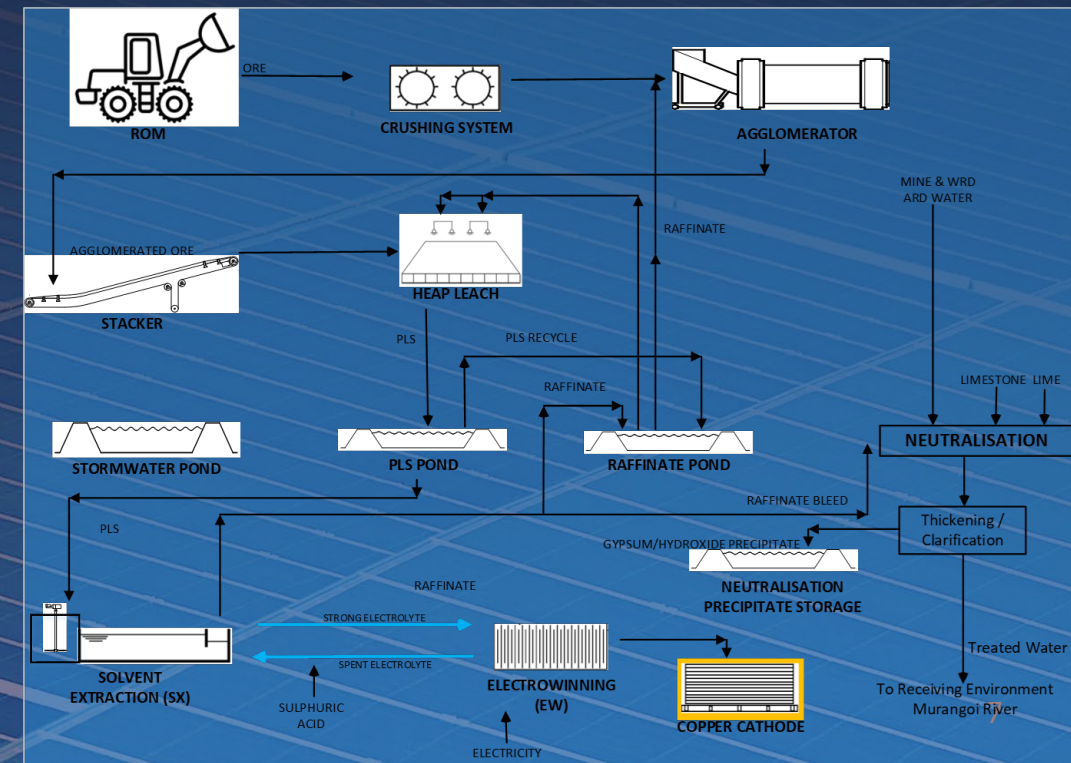 ORE
ROM
CRUSHING SYSTEM
AGGLOMERATOR
MINE & WRD
ARD WATER
RAFFINATE
AGGLOMERATED ORE
HEAP LEACH
STACKER
PLS
PLS RECYCLE
RAFFINATE
LIMESTONE
LIME
NEUTRALISATION
STORMWATER POND
PLS POND
RAFFINATE POND
RAFFINATE BLEED
PLS
Thickening /
Clarification
GYPSUM/HYDROXIDE PRECIPITATE
NEUTRALISATION
PRECIPITATE STORAGE
RAFFINATE
STRONG ELECTROLYTE
SPENT ELECTROLYTE
Treated Water
SOLVENT
EXTRACTION (SX)
SULPHURIC
ACID
ELECTROWINNING
(EW)
COPPER CATHODE
To Receiving Environment
Murangoi River
7
ELECTRICITY